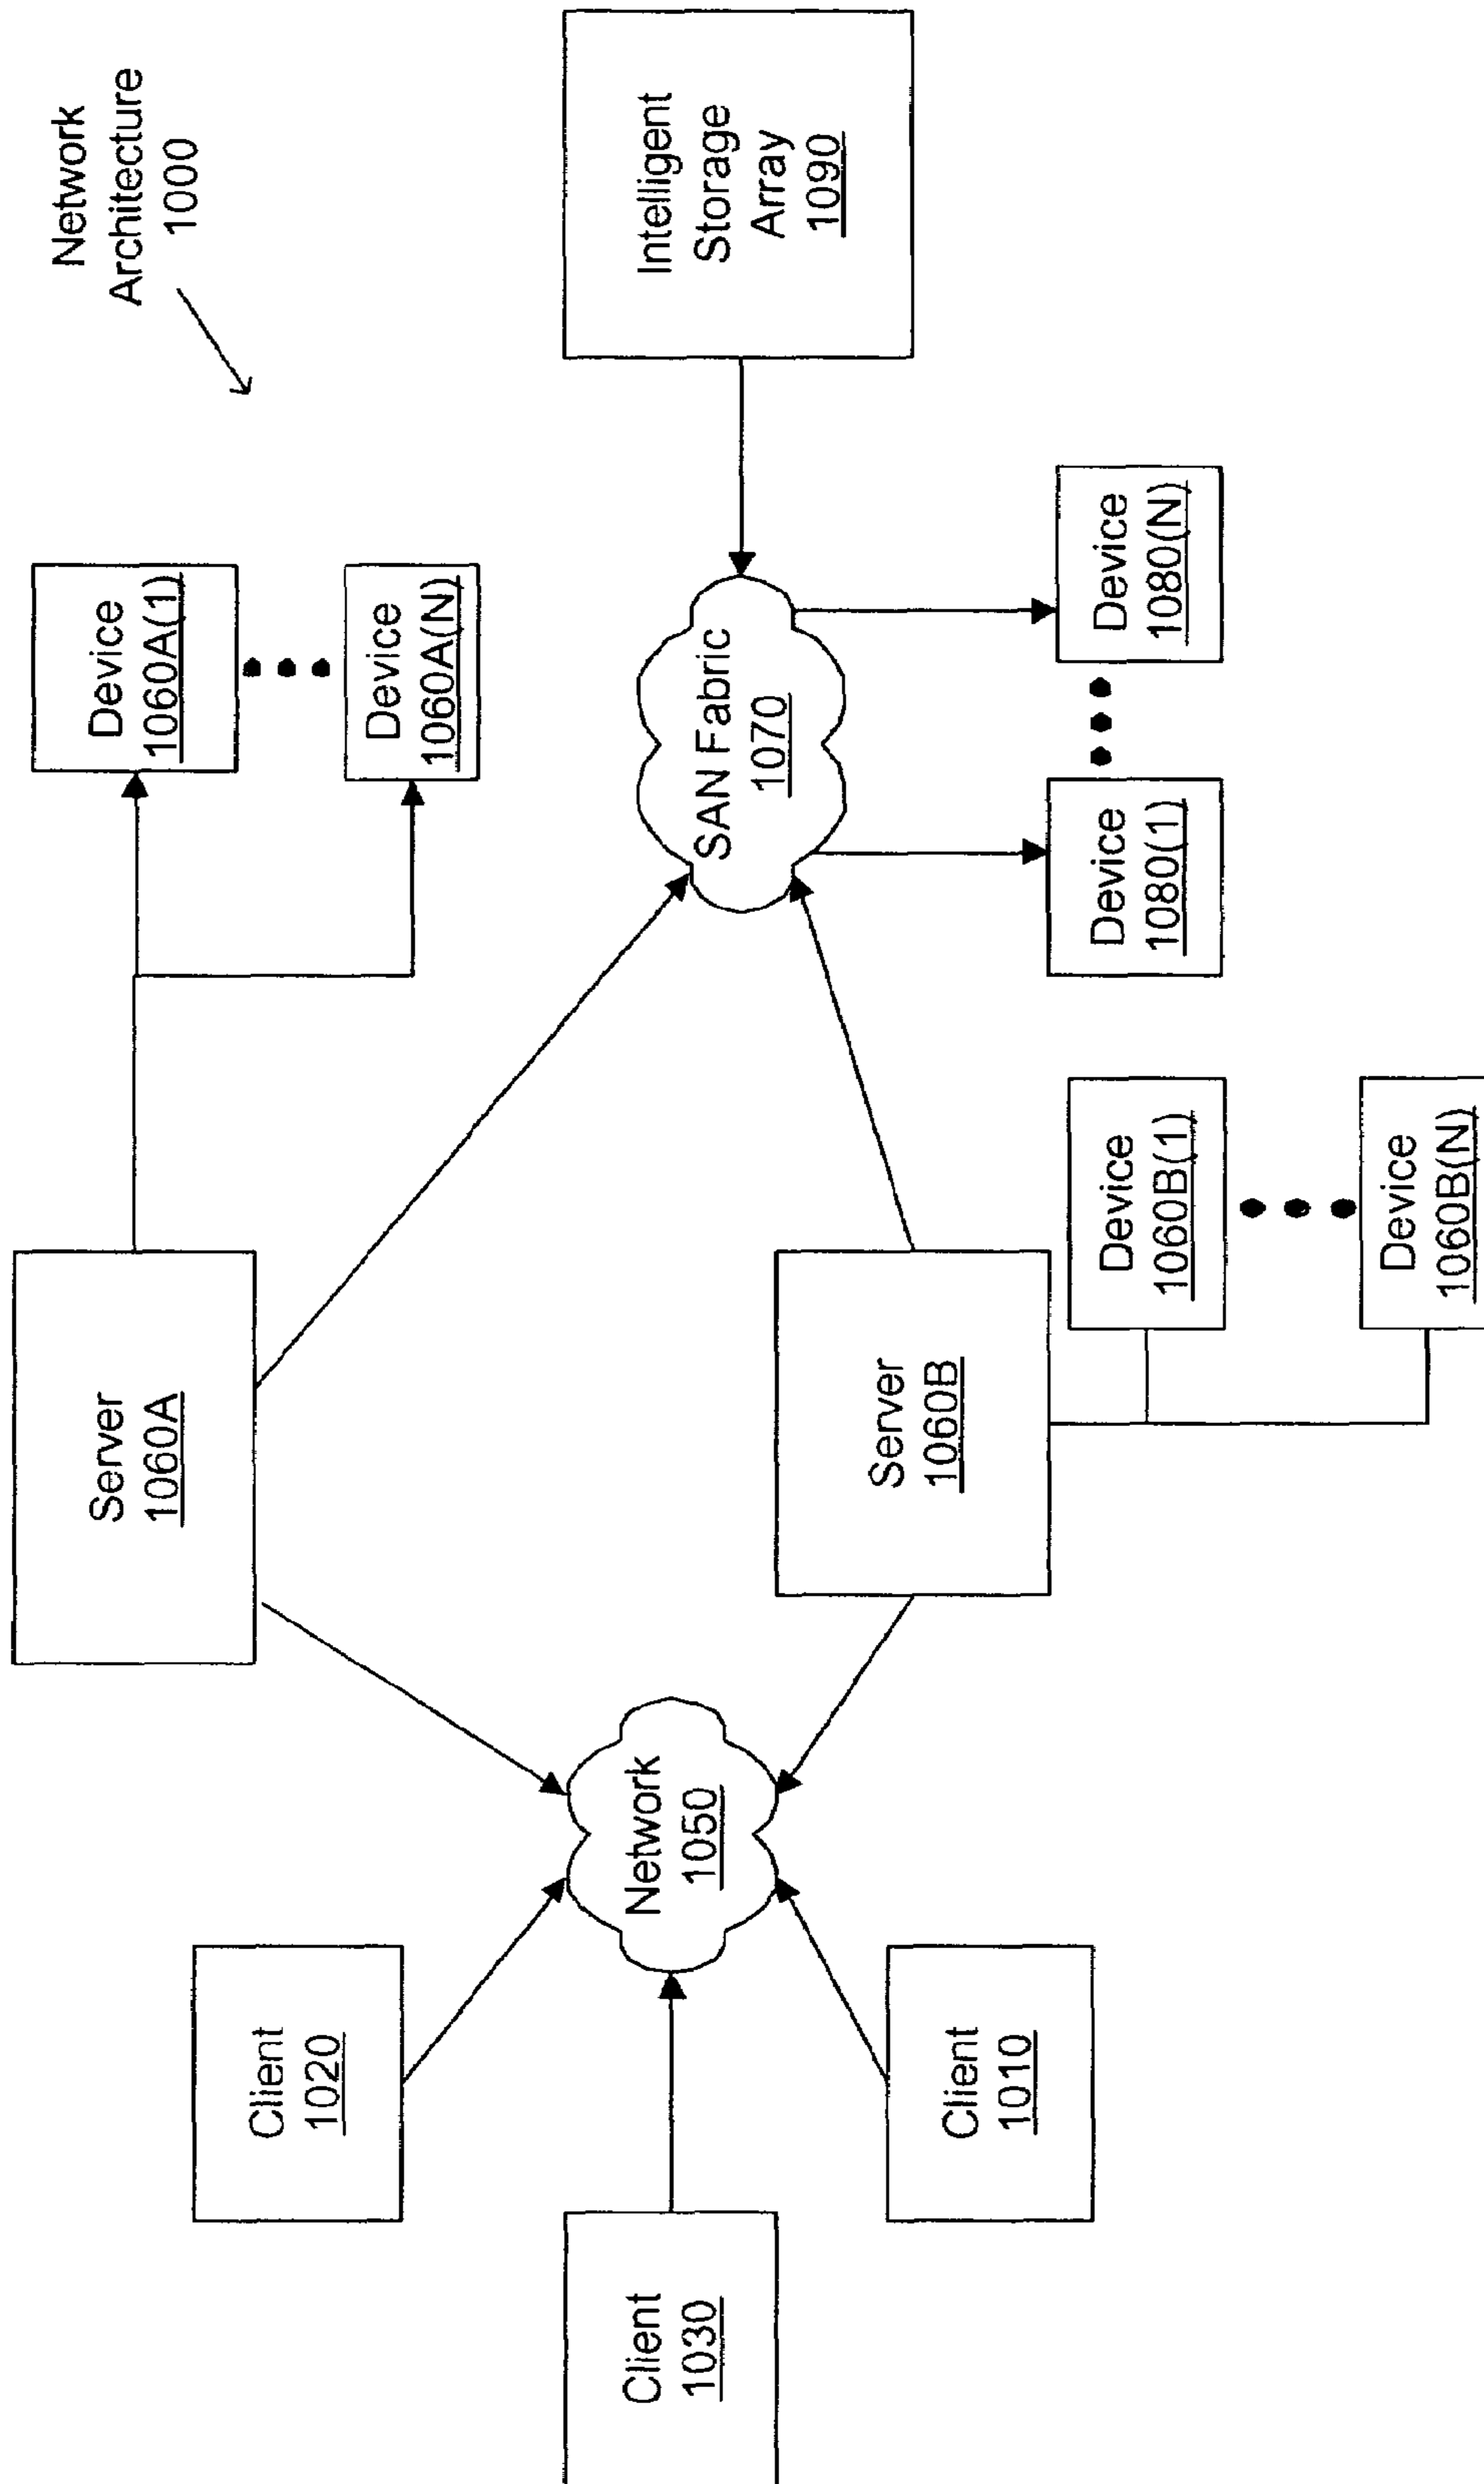 Network
Architecture
1000
Device
1060A(1)
Device
1060A(N)
Server
1060A
Intelligent
Storage
Array
1090
SAN Fabric
1070
Device
1080(N)
Device
1080(1)
Server
1060B
Device
1060B(1)
Device
1060B(N)
Network
1050
Client
1020
Client
1030
Client
1010